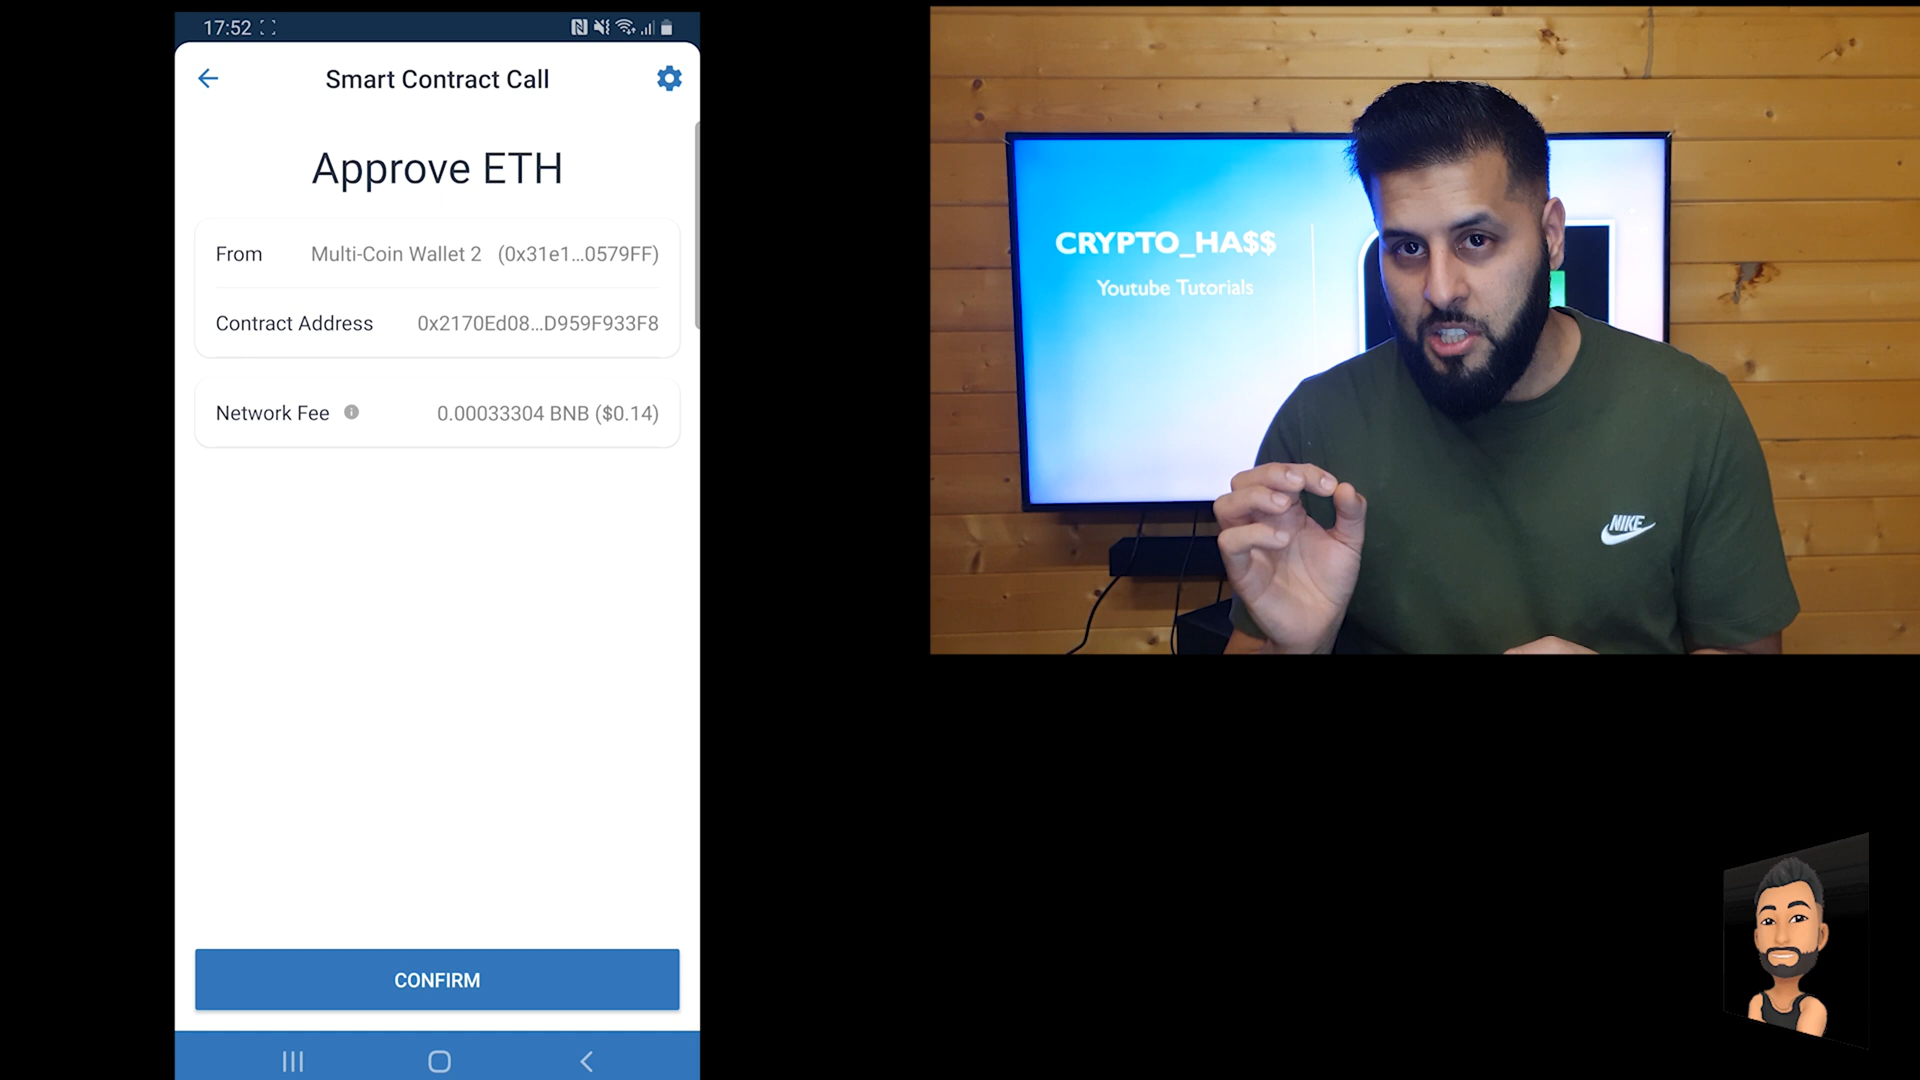 17:52
Smart Contract Call
Approve ETH
From Multi-Coin Wallet 2 (0x31e1...0579FF)
Contract Address 0x2170Ed08...D959F933F8
Network Fee 0.00033304 BNB ($0.14)
CONFIRM
CRYPTO_HA$$
Youtube Tutorials
NIKE